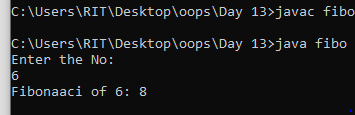 C:\Users\RIT\Desktop\oops\Day 13>javac fibo
C:\Users\RIT\Desktop\oops\Day 13>java fibo
Enter the No:
6
Fibonaaci of 6: 8